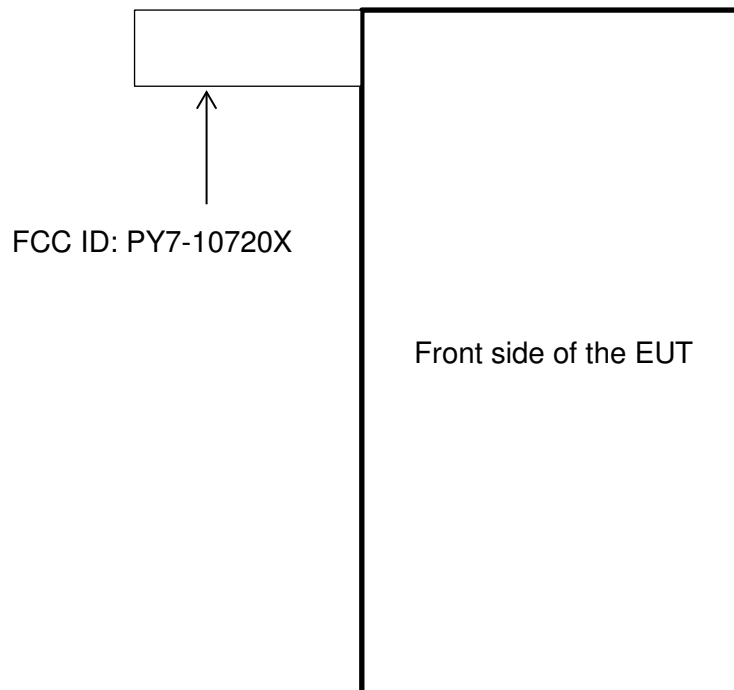 FCC ID: PY7-10720X
Front side of the EUT